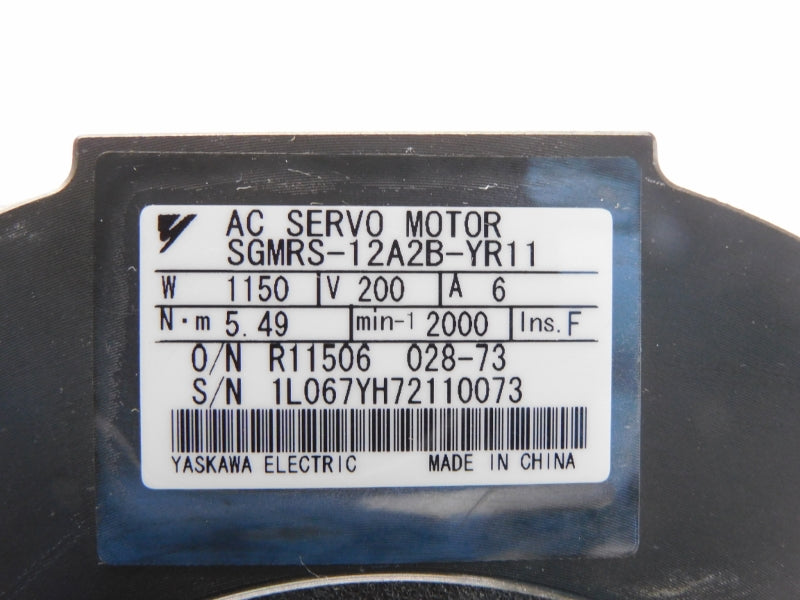 AC SERVO MOTOR
SGMRS-12A2B-YR11
W 1150 V 200 A 6
N·m 5.49 min-1 2000 Ins. F
O/N R11506 028-73
S/N 1L067YH72110073
YASKAWA ELECTRIC MADE IN CHINA